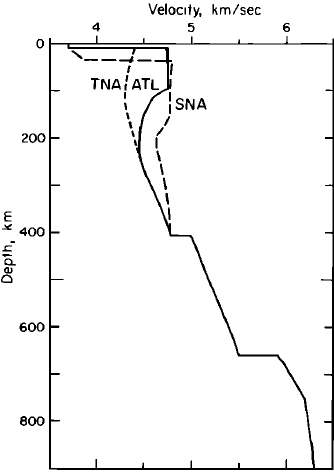 Velocity, km/sec
4 5 6
0
TNA ATL
SNA
200
400
600
800
Depth, km